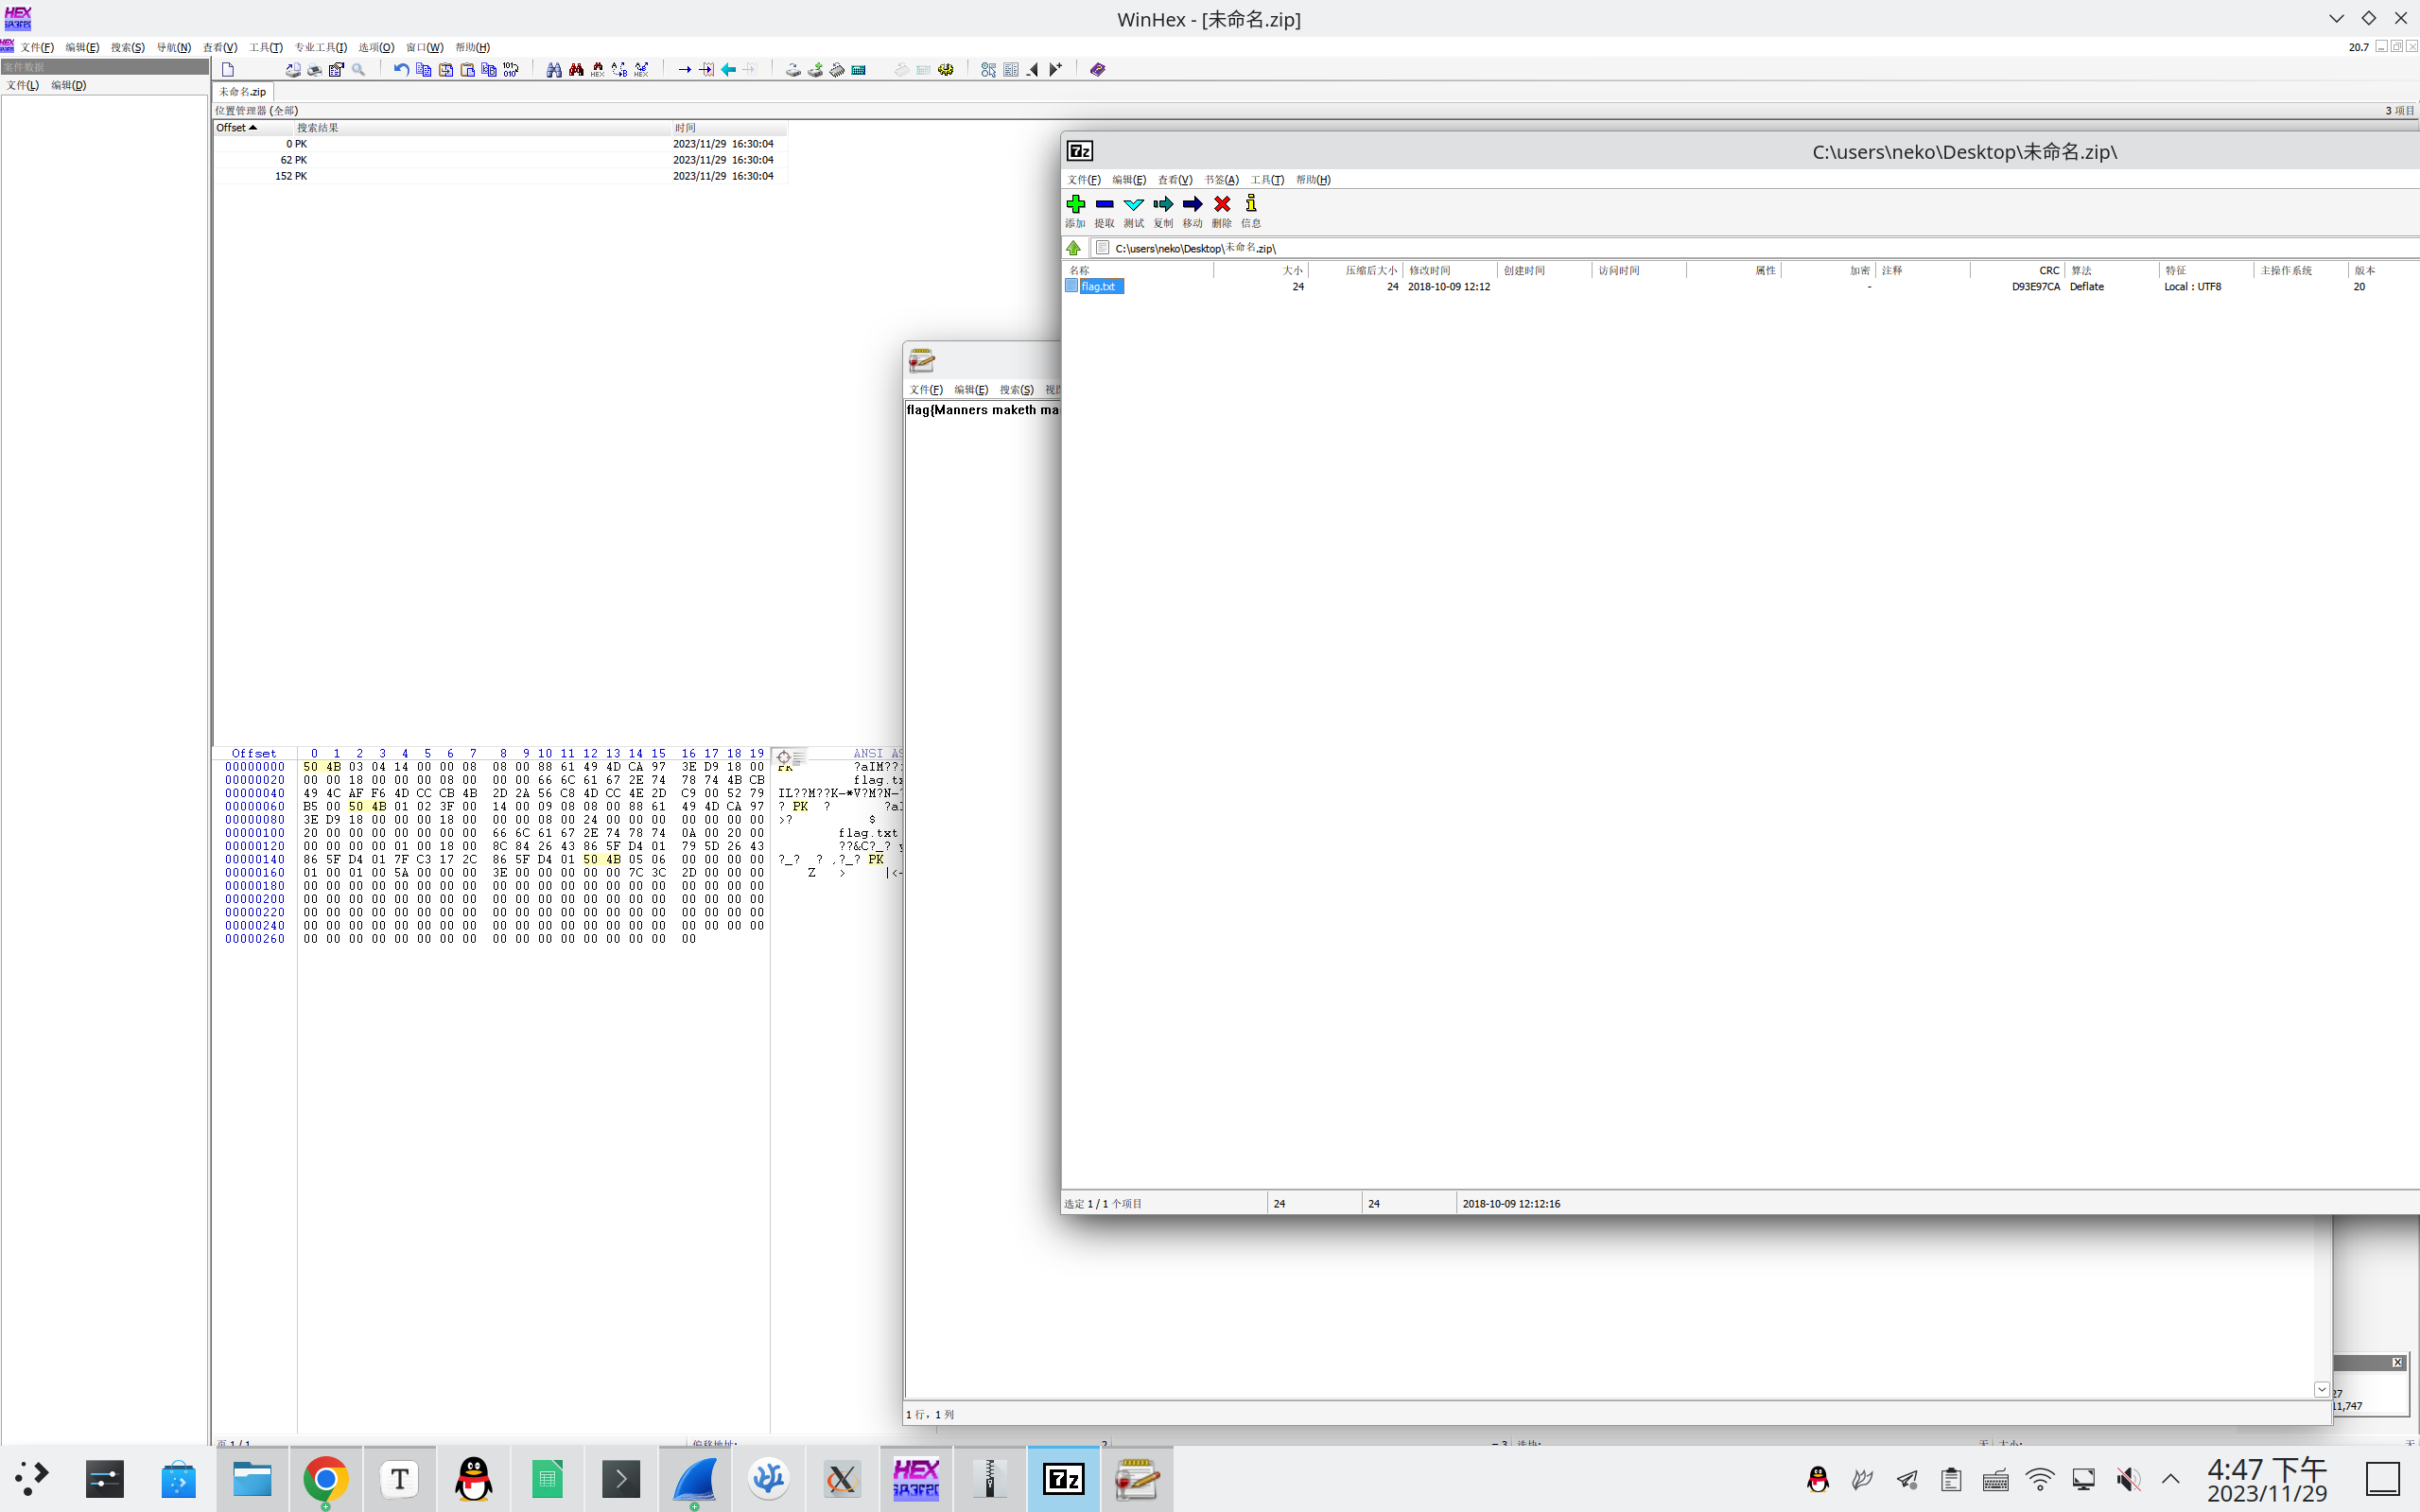 WinHex - [未命名.zip]
文件(F) 编辑(E) 搜索(S) 导航(N) 查看(V) 工具(T) 专业工具(I) 选项(O) 窗口(W) 帮助(H)
20.7
案件数据
文件(L) 编辑(D)
未命名.zip
位置管理器 (全部)
3 项目
Offset 搜索结果 时间
0 PK 2023/11/29 16:30:04
62 PK 2023/11/29 16:30:04
152 PK 2023/11/29 16:30:04
C:\users\neko\Desktop\未命名.zip\
文件(F) 编辑(E) 查看(V) 书签(A) 工具(T) 帮助(H)
添加 提取 测试 复制 移动 删除 信息
C:\users\neko\Desktop\未命名.zip\
名称 大小 压缩后大小 修改时间 创建时间 访问时间 属性 加密 注释 CRC 算法 特征 主操作系统 版本
flag.txt 24 24 2018-10-09 12:12 - D93E97CA Deflate Local : UTF8 20
选定 1 / 1 个项目 24 24 2018-10-09 12:12:16
文件(F) 编辑(E) 搜索(S)
flag{Manners maketh ma
1 行，1 列
Offset 0 1 2 3 4 5 6 7 8 9 10 11 12 13 14 15 16 17 18 19 ANSI AS
00000000 50 4B 03 04 14 00 00 08 08 00 88 61 49 4D CA 97 3E D9 18 00 PK ?aIM??
00000020 00 00 18 00 00 00 08 00 00 00 66 6C 61 67 2E 74 78 74 4B CB flag.t
00000040 49 4C AF F6 4D CC CB 4B 2D 2A 56 C8 4D CC 4E 2D C9 00 52 79 IL??M??K-*V?M?N-?
00000060 B5 00 50 4B 01 02 3F 00 14 00 09 08 08 00 88 61 49 4D CA 97 ? PK ? ?a
00000080 3E D9 18 00 00 00 18 00 00 00 08 00 24 00 00 00 00 00 00 00 >? $
00000100 20 00 00 00 00 00 00 00 66 6C 61 67 2E 74 78 74 0A 00 20 00 flag.txt
00000120 00 00 00 00 01 00 18 00 8C 84 26 43 86 5F D4 01 79 5D 26 43 ??&C?_? y
00000140 86 5F D4 01 7F C3 17 2C 86 5F D4 01 50 4B 05 06 00 00 00 00 ?_? ? ,?_? PK
00000160 01 00 01 00 5A 00 00 00 3E 00 00 00 00 00 7C 3C 2D 00 00 00 Z > |<-
00000180 00 00 00 00 00 00 00 00 00 00 00 00 00 00 00 00 00 00 00 00
00000200 00 00 00 00 00 00 00 00 00 00 00 00 00 00 00 00 00 00 00 00
00000220 00 00 00 00 00 00 00 00 00 00 00 00 00 00 00 00 00 00 00 00
00000240 00 00 00 00 00 00 00 00 00 00 00 00 00 00 00 00 00 00 00 00
00000260 00 00 00 00 00 00 00 00 00 00 00 00 00 00 00 00 00
27
11,747
页 1 / 1 偏移地址: 2 = 3 选块: 无 大小: 无
4:47 下午
2023/11/29